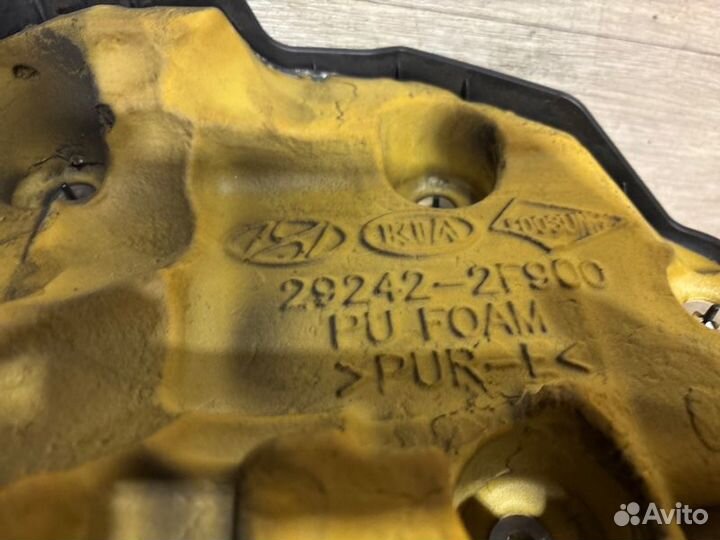 KIA
29242-2F900
PU FOAM
>PUR-I<
Avito